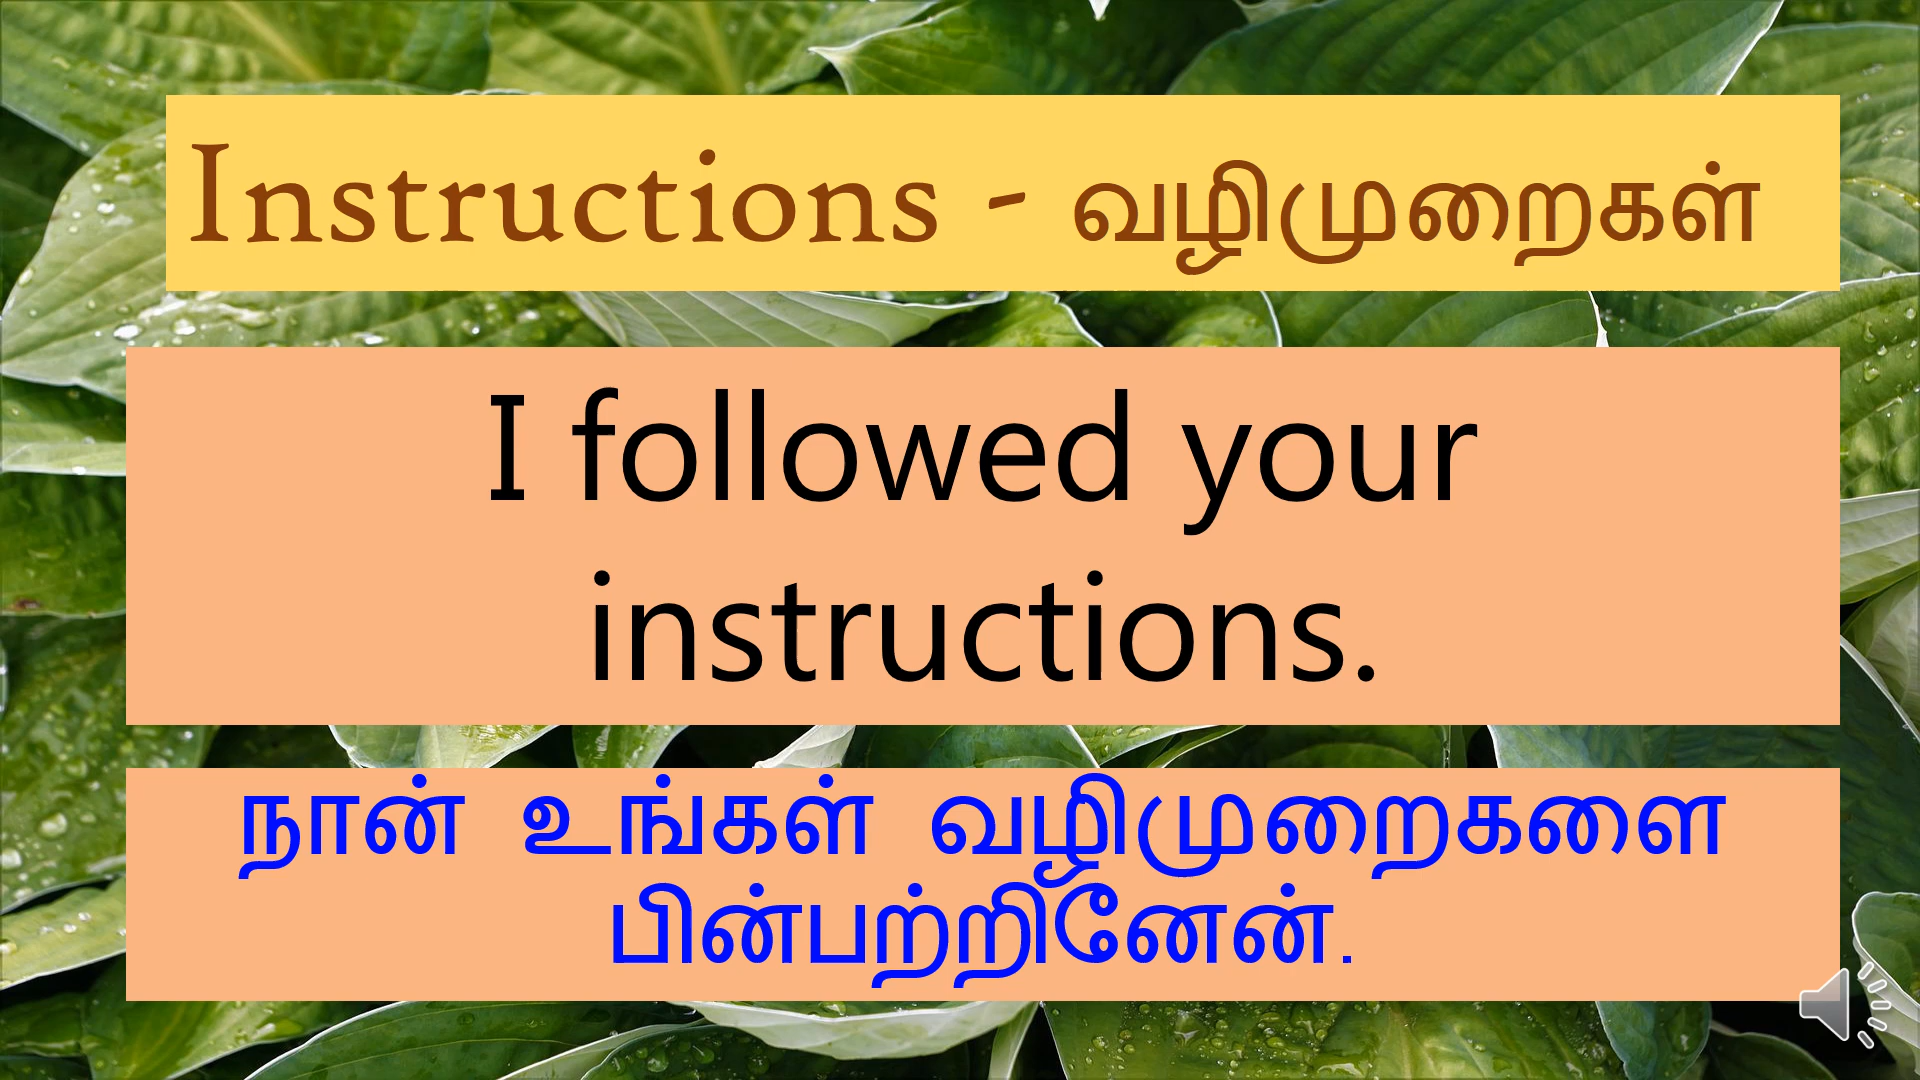 Instructions - வழிமுறைகள்
I followed your
instructions.
நான் உங்கள் வழிமுறைகளை
பின்பற்றினேன்.